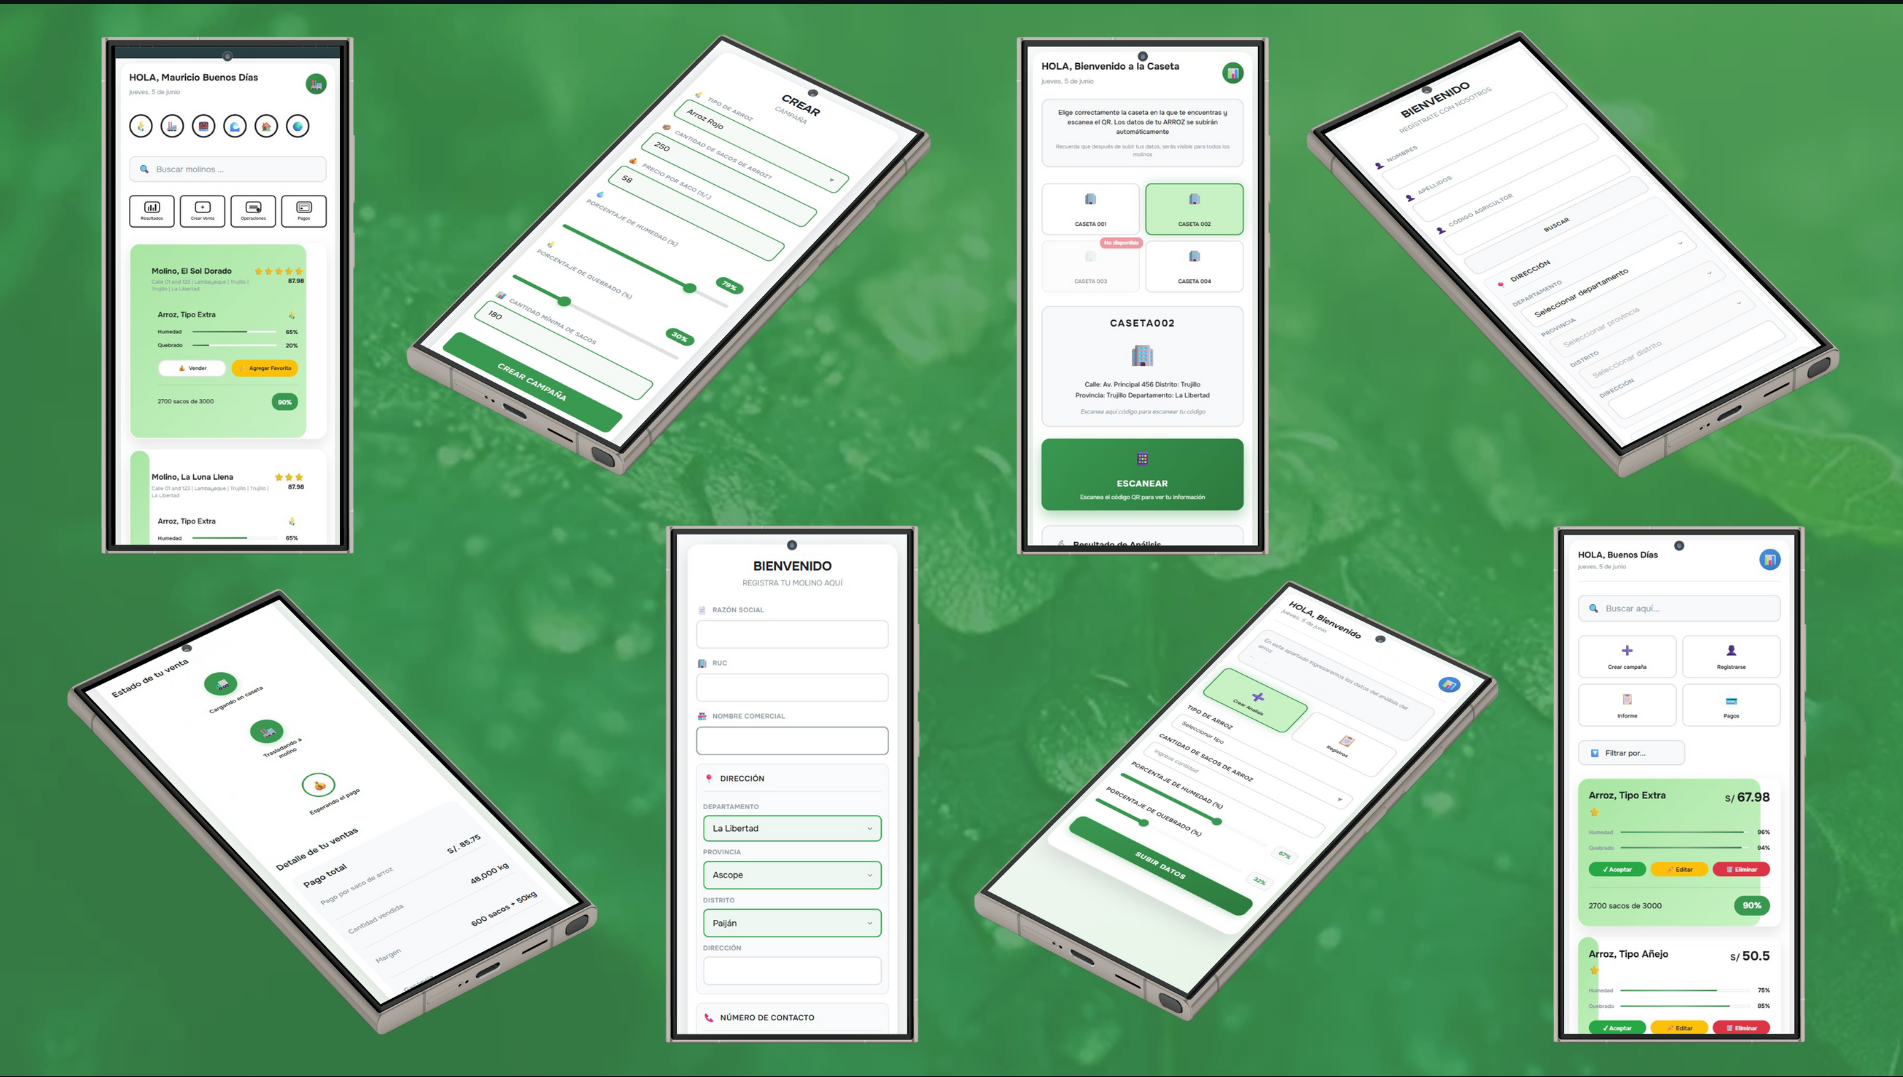 HOLA, Mauricio Buenos Días
jueves, 5 de junio
Buscar molinos ...
Resultados
Crear Venta
Operaciones
Pagos
Molino, El Sol Dorado
87.98
Calle 01 and 123 | Lambayeque | Trujillo |
Trujillo | La Libertad
Arroz, Tipo Extra
Humedad 65%
Quebrado 20%
Vender
Agregar Favorito
2700 sacos de 3000
90%
Molino, La Luna Llena
87.98
Calle 01 and 123 | Lambayeque | Trujillo | Trujillo |
La Libertad
Arroz, Tipo Extra
Humedad 65%
CREAR
CAMPAÑA
TIPO DE ARROZ
Arroz Rojo
CANTIDAD DE SACOS DE ARROZ?
250
PRECIO POR SACO (S/.)
58
PORCENTAJE DE HUMEDAD (%)
79%
PORCENTAJE DE QUEBRADO (%)
30%
CANTIDAD MÍNIMA DE SACOS
180
CREAR CAMPAÑA
HOLA, Bienvenido a la Caseta
jueves, 5 de junio
Elige correctamente la caseta en la que te encuentras y
escanea el QR. Los datos de tu ARROZ se subirán
automáticamente
Recuerda que después de subir tus datos, serás visible para todos los
molinos
CASETA 001
CASETA 002
No disponible
CASETA 003
CASETA 004
CASETA002
Calle: Av. Principal 456 Distrito: Trujillo
Provincia: Trujillo Departamento: La Libertad
Escanea aquí código para escanear tu código
ESCANEAR
Escanea el código QR para ver tu información
Resultado de Análisis
BIENVENIDO
REGÍSTRATE CON NOSOTROS
NOMBRES
APELLIDOS
CÓDIGO AGRICULTOR
BUSCAR
DIRECCIÓN
DEPARTAMENTO
Seleccionar departamento
PROVINCIA
Seleccionar provincia
DISTRITO
Seleccionar distrito
DIRECCIÓN
Estado de tu venta
Cargando en caseta
Trasladando a
molino
Esperando el pago
Detalle de tu ventas
Pago total
Pago por saco de arroz
S/. 85.75
Cantidad vendida
48,000 kg
Margen
600 sacos + 50kg
BIENVENIDO
REGISTRA TU MOLINO AQUÍ
RAZÓN SOCIAL
RUC
NOMBRE COMERCIAL
DIRECCIÓN
DEPARTAMENTO
La Libertad
PROVINCIA
Ascope
DISTRITO
Paiján
DIRECCIÓN
NÚMERO DE CONTACTO
HOLA, Bienvenido
jueves, 5 de junio
En este apartado ingresaremos los datos del análisis del
arroz
Crear Análisis
Registros
TIPO DE ARROZ
Seleccionar tipo
CANTIDAD DE SACOS DE ARROZ
Ingrese cantidad
PORCENTAJE DE HUMEDAD (%)
67%
PORCENTAJE DE QUEBRADO (%)
32%
SUBIR DATOS
HOLA, Buenos Días
jueves, 5 de junio
Buscar aquí...
Crear campaña
Registrarse
Informe
Pagos
Filtrar por...
Arroz, Tipo Extra
S/ 67.98
Humedad 96%
Quebrado 94%
✓ Aceptar
Editar
Eliminar
2700 sacos de 3000
90%
Arroz, Tipo Añejo
S/ 50.5
Humedad 75%
Quebrado 85%
✓ Aceptar
Editar
Eliminar